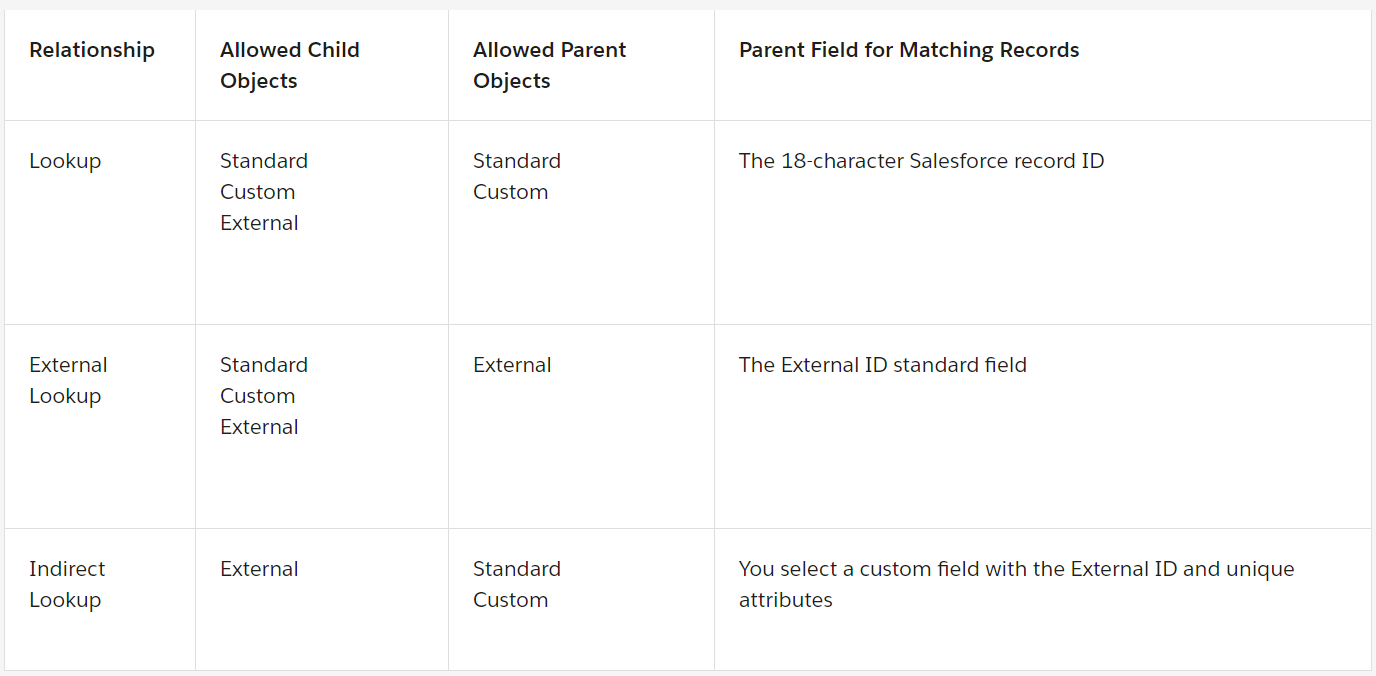 Relationship
Allowed Child
Objects
Allowed Parent
Objects
Parent Field for Matching Records
Lookup
Standard
Custom
External
Standard
Custom
The 18-character Salesforce record ID
External
Lookup
Standard
Custom
External
External
The External ID standard field
Indirect
Lookup
External
Standard
Custom
You select a custom field with the External ID and unique
attributes